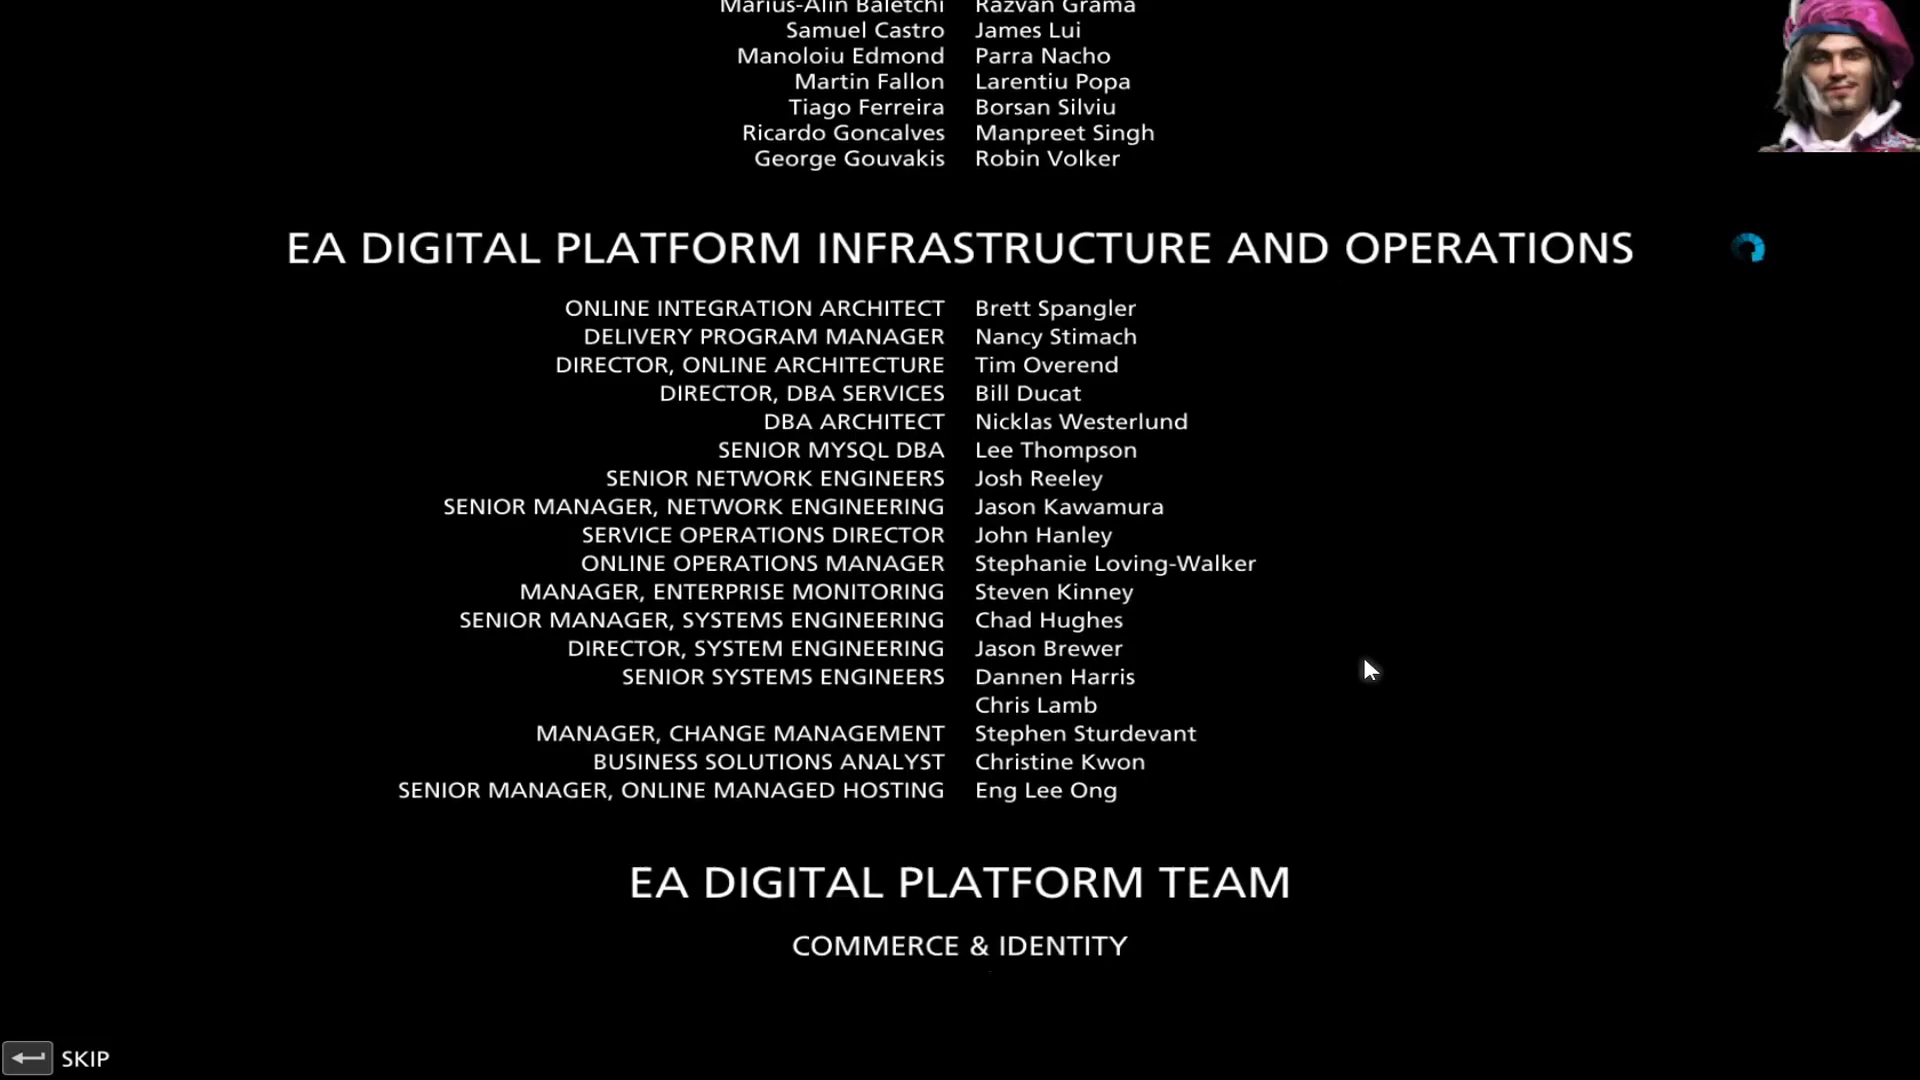 Marius-Alin Baletchi Razvan Grama
Samuel Castro James Lui
Manoloiu Edmond Parra Nacho
Martin Fallon Larentiu Popa
Tiago Ferreira Borsan Silviu
Ricardo Goncalves Manpreet Singh
George Gouvakis Robin Volker
EA DIGITAL PLATFORM INFRASTRUCTURE AND OPERATIONS
ONLINE INTEGRATION ARCHITECT Brett Spangler
DELIVERY PROGRAM MANAGER Nancy Stimach
DIRECTOR, ONLINE ARCHITECTURE Tim Overend
DIRECTOR, DBA SERVICES Bill Ducat
DBA ARCHITECT Nicklas Westerlund
SENIOR MYSQL DBA Lee Thompson
SENIOR NETWORK ENGINEERS Josh Reeley
SENIOR MANAGER, NETWORK ENGINEERING Jason Kawamura
SERVICE OPERATIONS DIRECTOR John Hanley
ONLINE OPERATIONS MANAGER Stephanie Loving-Walker
MANAGER, ENTERPRISE MONITORING Steven Kinney
SENIOR MANAGER, SYSTEMS ENGINEERING Chad Hughes
DIRECTOR, SYSTEM ENGINEERING Jason Brewer
SENIOR SYSTEMS ENGINEERS Dannen Harris
Chris Lamb
MANAGER, CHANGE MANAGEMENT Stephen Sturdevant
BUSINESS SOLUTIONS ANALYST Christine Kwon
SENIOR MANAGER, ONLINE MANAGED HOSTING Eng Lee Ong
EA DIGITAL PLATFORM TEAM
COMMERCE & IDENTITY
SKIP